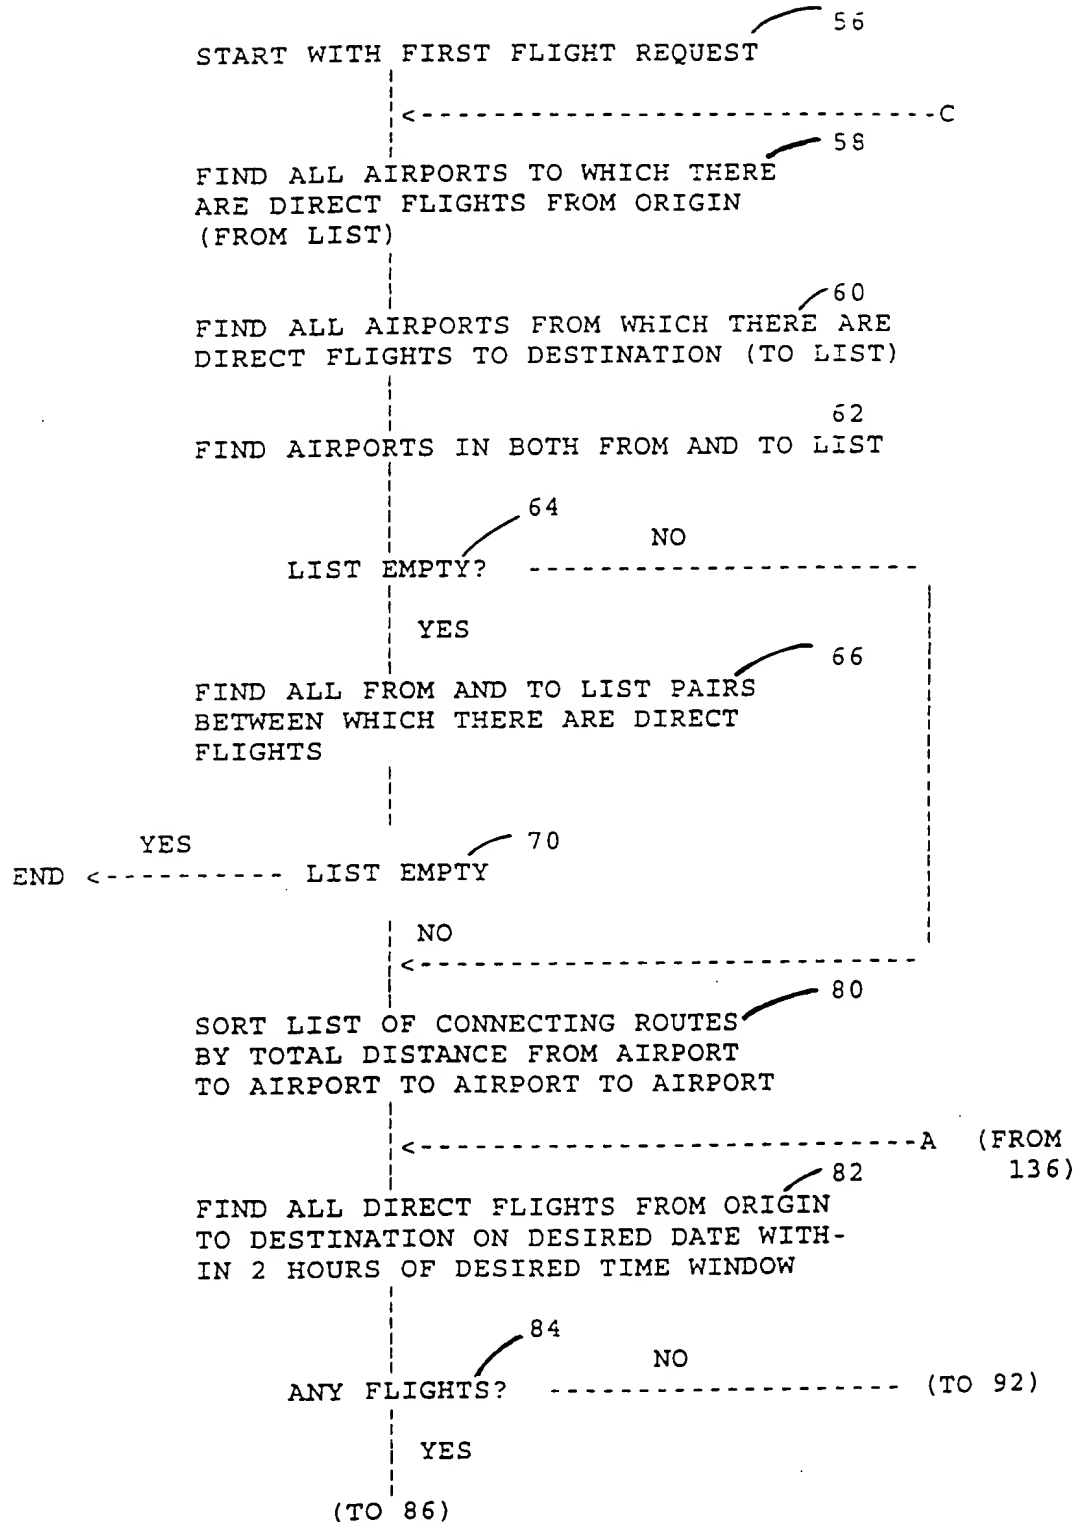 56
START WITH FIRST FLIGHT REQUEST
<----------------------------C
58
FIND ALL AIRPORTS TO WHICH THERE
ARE DIRECT FLIGHTS FROM ORIGIN
(FROM LIST)
60
FIND ALL AIRPORTS FROM WHICH THERE ARE
DIRECT FLIGHTS TO DESTINATION (TO LIST)
62
FIND AIRPORTS IN BOTH FROM AND TO LIST
64
NO
LIST EMPTY?
YES
66
FIND ALL FROM AND TO LIST PAIRS
BETWEEN WHICH THERE ARE DIRECT
FLIGHTS
YES
70
END <---------- LIST EMPTY
NO
80
SORT LIST OF CONNECTING ROUTES
BY TOTAL DISTANCE FROM AIRPORT
TO AIRPORT TO AIRPORT TO AIRPORT
<----------------------------A (FROM
136)
82
FIND ALL DIRECT FLIGHTS FROM ORIGIN
TO DESTINATION ON DESIRED DATE WITH-
IN 2 HOURS OF DESIRED TIME WINDOW
84
NO
ANY FLIGHTS? -------------------- (TO 92)
YES
(TO 86)